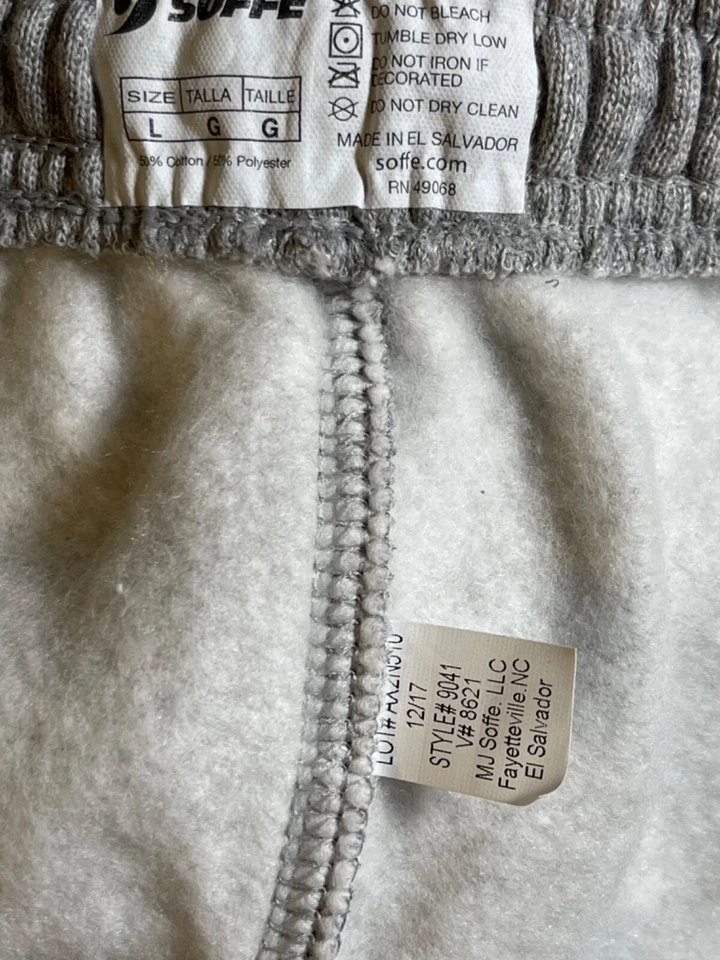 SOFFE
DO NOT BLEACH
TUMBLE DRY LOW
DO NOT IRON IF
DECORATED
DO NOT DRY CLEAN
SIZE TALLA TAILLE
L G G
50% Cotton / 50% Polyester
MADE IN EL SALVADOR
soffe.com
RN 49068
LOT#
12/17
STYLE# 9041
V# 8621
MJ Soffe. LLC
Fayetteville.NC
El Salvador